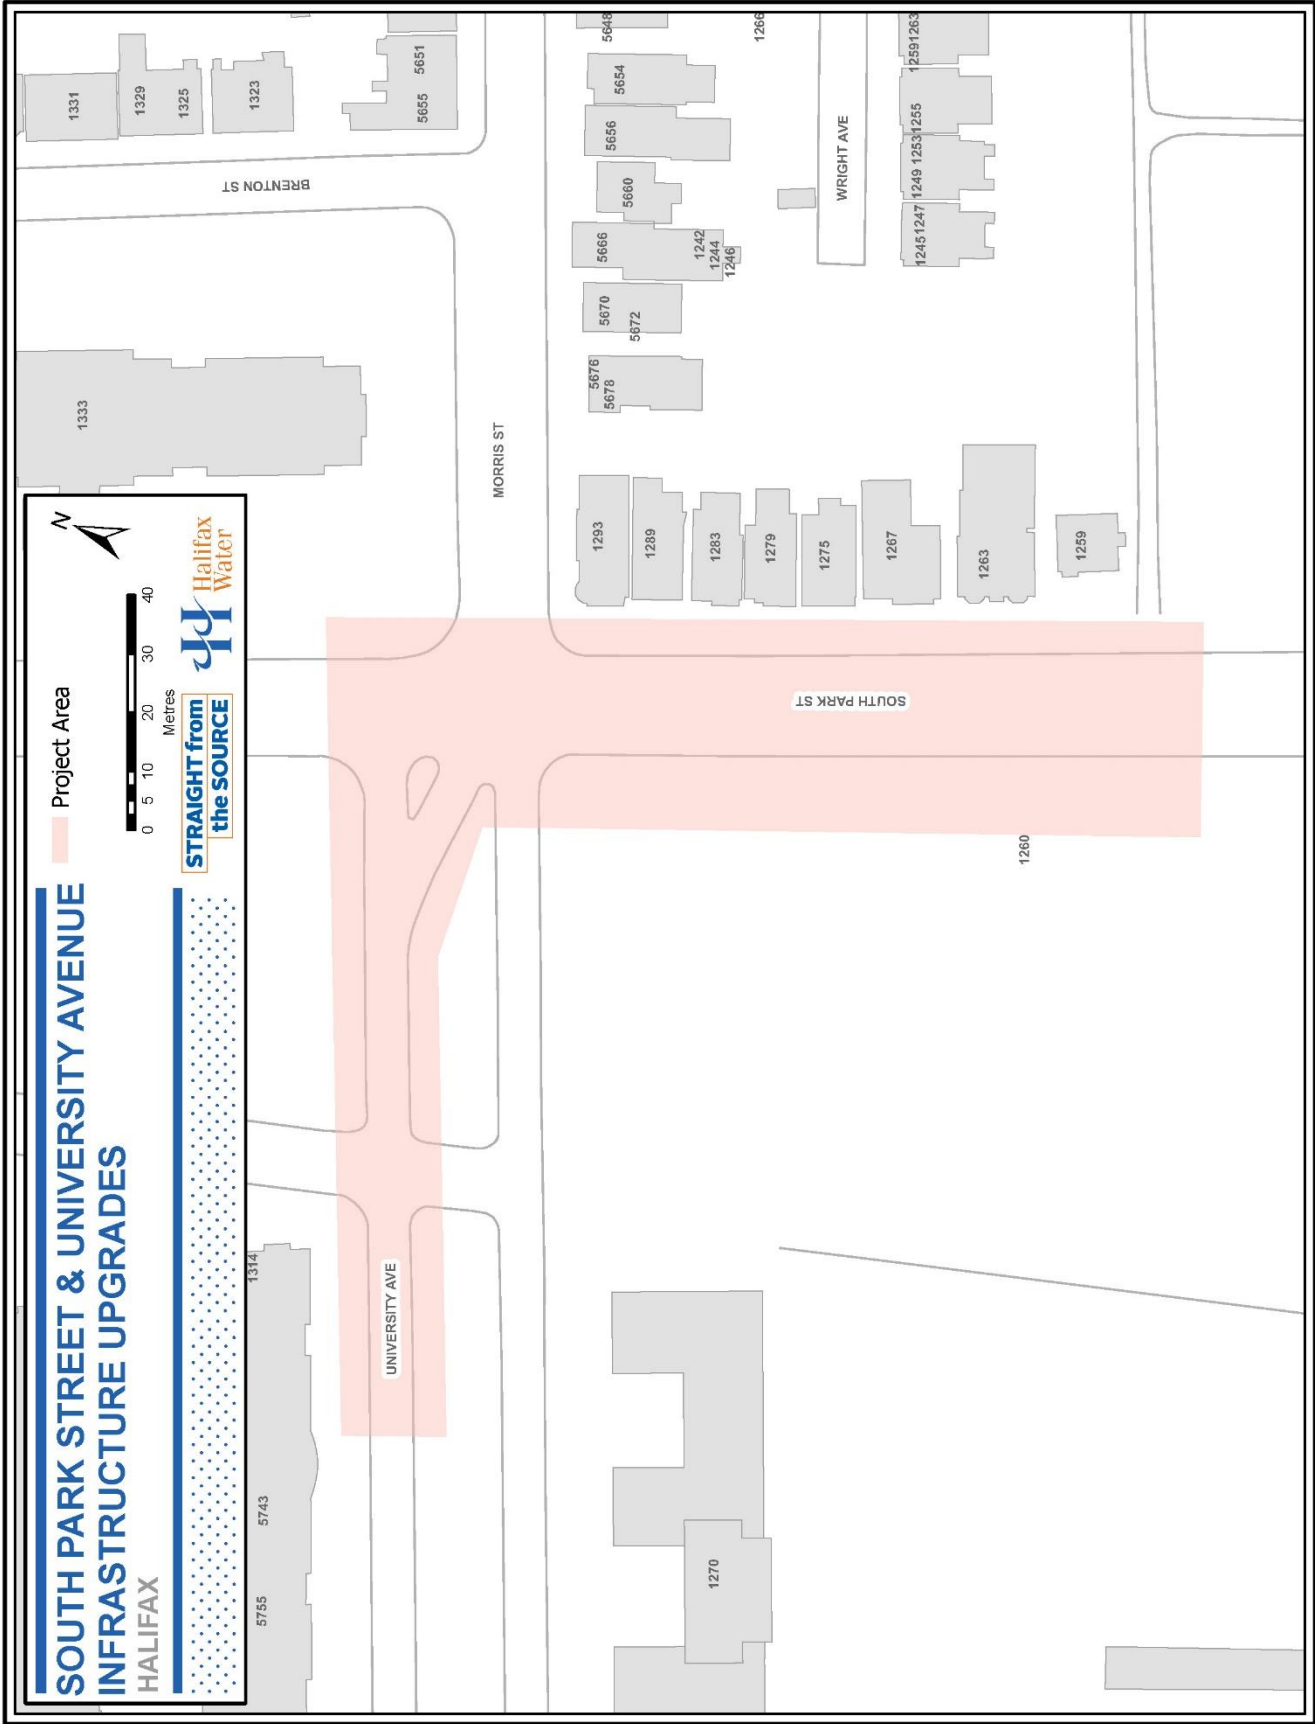 SOUTH PARK STREET & UNIVERSITY AVENUE
INFRASTRUCTURE UPGRADES
HALIFAX
Project Area
N
0 5 10 20 30 40
Metres
STRAIGHT from
the SOURCE
Halifax
Water
1331
1329
1325
1323
5651
5655
BRENTON ST
1333
MORRIS ST
5648
5654
5656
5660
5666
1242
1244
1246
5670
5672
5676
5678
1266
WRIGHT AVE
1263
1259
1255
1253
1249
1247
1245
1293
1289
1283
1279
1275
1267
1263
1259
SOUTH PARK ST
1260
UNIVERSITY AVE
1314
5743
5755
1270